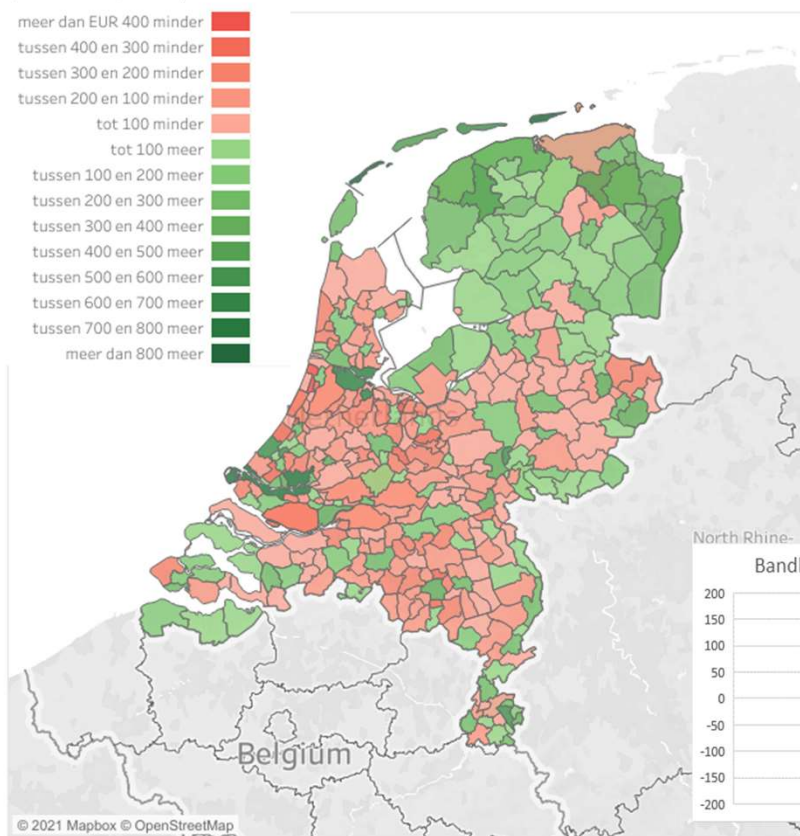 meer dan EUR 400 minder
tussen 400 en 300 minder
tussen 300 en 200 minder
tussen 200 en 100 minder
tot 100 minder
tot 100 meer
tussen 100 en 200 meer
tussen 200 en 300 meer
tussen 300 en 400 meer
tussen 400 en 500 meer
tussen 500 en 600 meer
tussen 600 en 700 meer
tussen 700 en 800 meer
meer dan 800 meer
Netherlands
North Rhine-
Band
200
150
100
50
0
-50
-100
-150
-200
Belgium
© 2021 Mapbox © OpenStreetMap